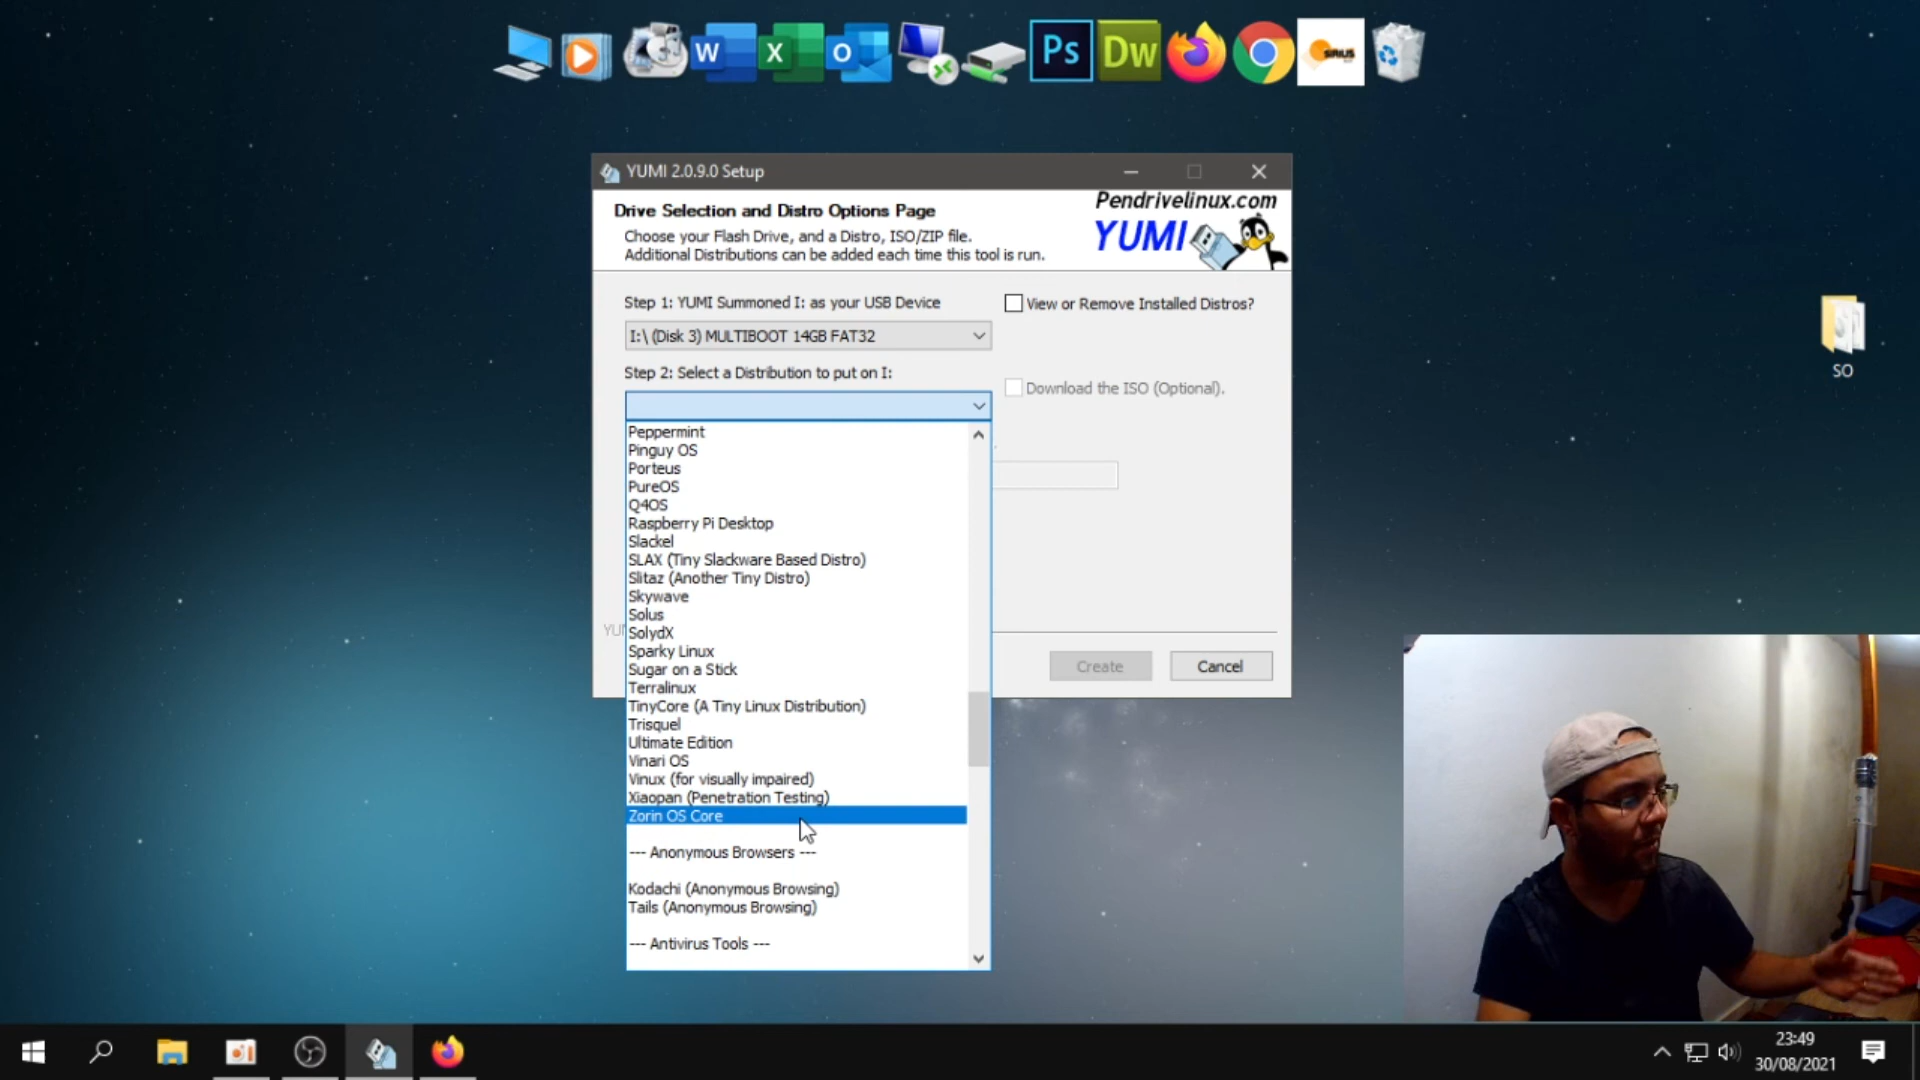 W
X
O
Ps
Dw
SIRIUS
YUMI 2.0.9.0 Setup
Drive Selection and Distro Options Page
Choose your Flash Drive, and a Distro, ISO/ZIP file.
Additional Distributions can be added each time this tool is run.
Pendrivelinux.com
YUMI
Step 1: YUMI Summoned I: as your USB Device
View or Remove Installed Distros?
I:\ (Disk 3) MULTIBOOT 14GB FAT32
Step 2: Select a Distribution to put on I:
Download the ISO (Optional).
Peppermint
Pinguy OS
Porteus
PureOS
Q4OS
Raspberry Pi Desktop
Slackel
SLAX (Tiny Slackware Based Distro)
Slitaz (Another Tiny Distro)
Skywave
Solus
SolydX
Sparky Linux
Sugar on a Stick
Terralinux
TinyCore (A Tiny Linux Distribution)
Trisquel
Ultimate Edition
Vinari OS
Vinux (for visually impaired)
Xiaopan (Penetration Testing)
Zorin OS Core
--- Anonymous Browsers ---
Kodachi (Anonymous Browsing)
Tails (Anonymous Browsing)
--- Antivirus Tools ---
Create
Cancel
SO
23:49
30/08/2021